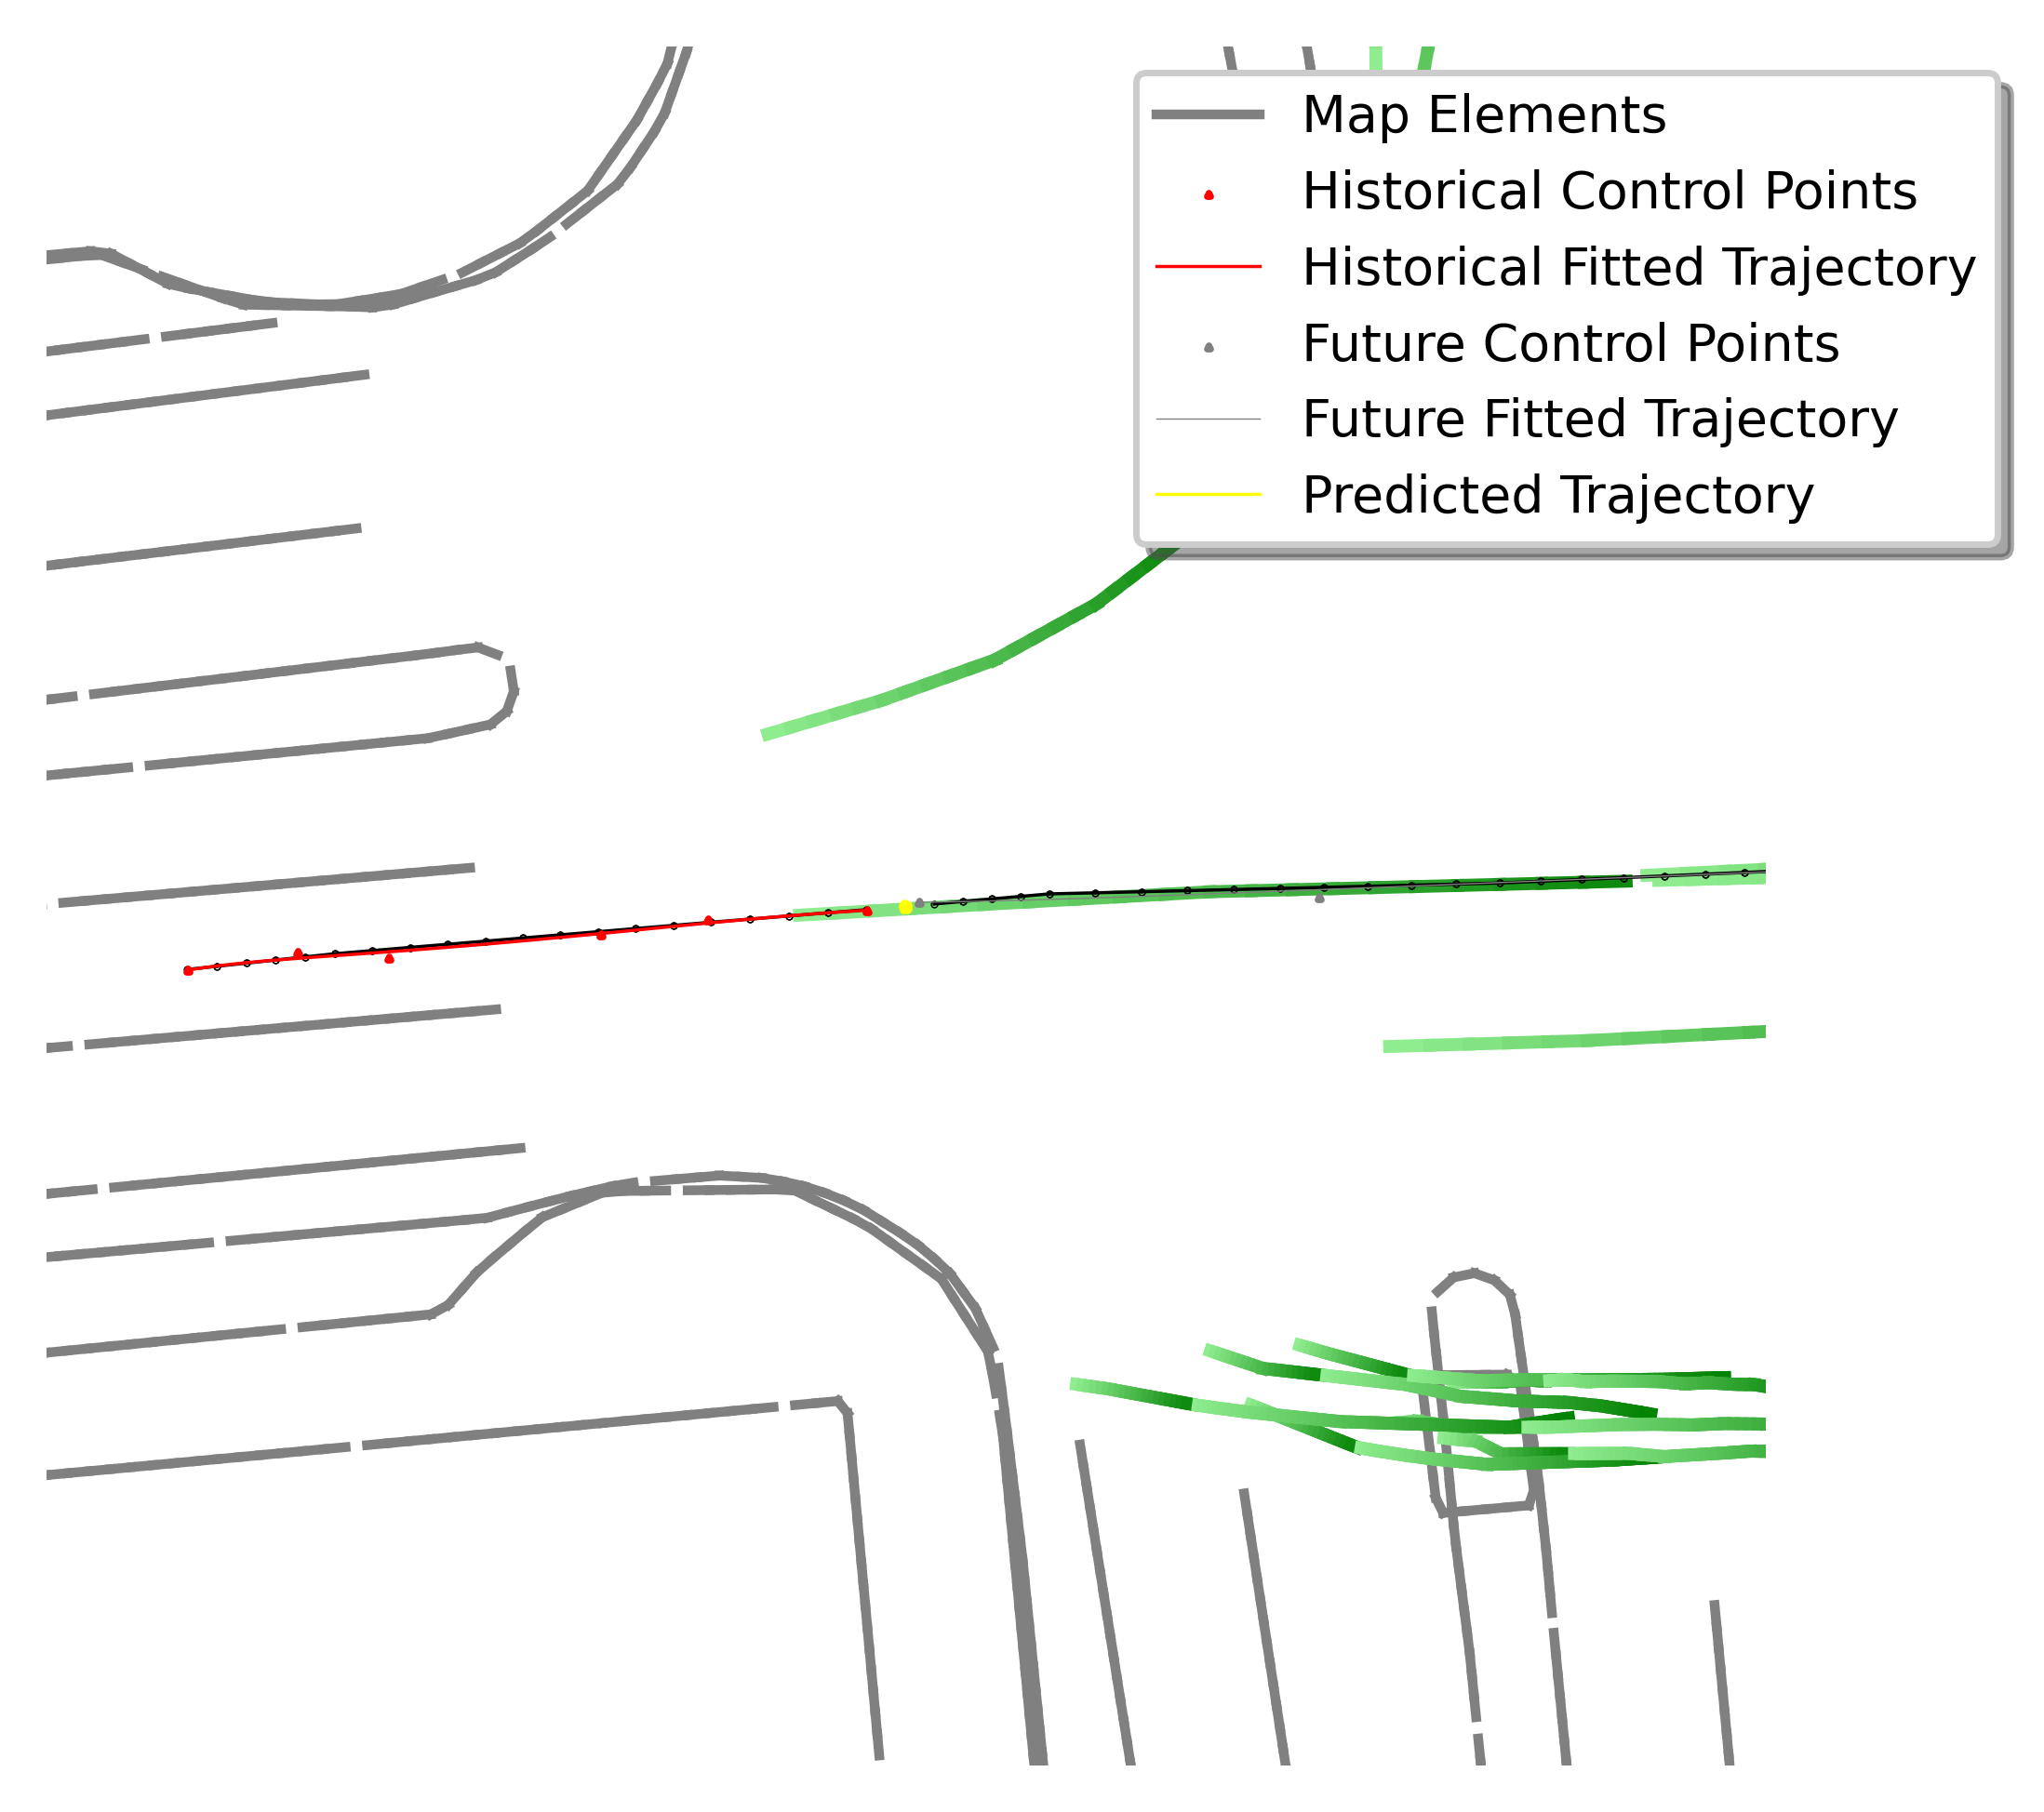 Map Elements
Historical Control Points
Historical Fitted Trajectory
Future Control Points
Future Fitted Trajectory
Predicted Trajectory